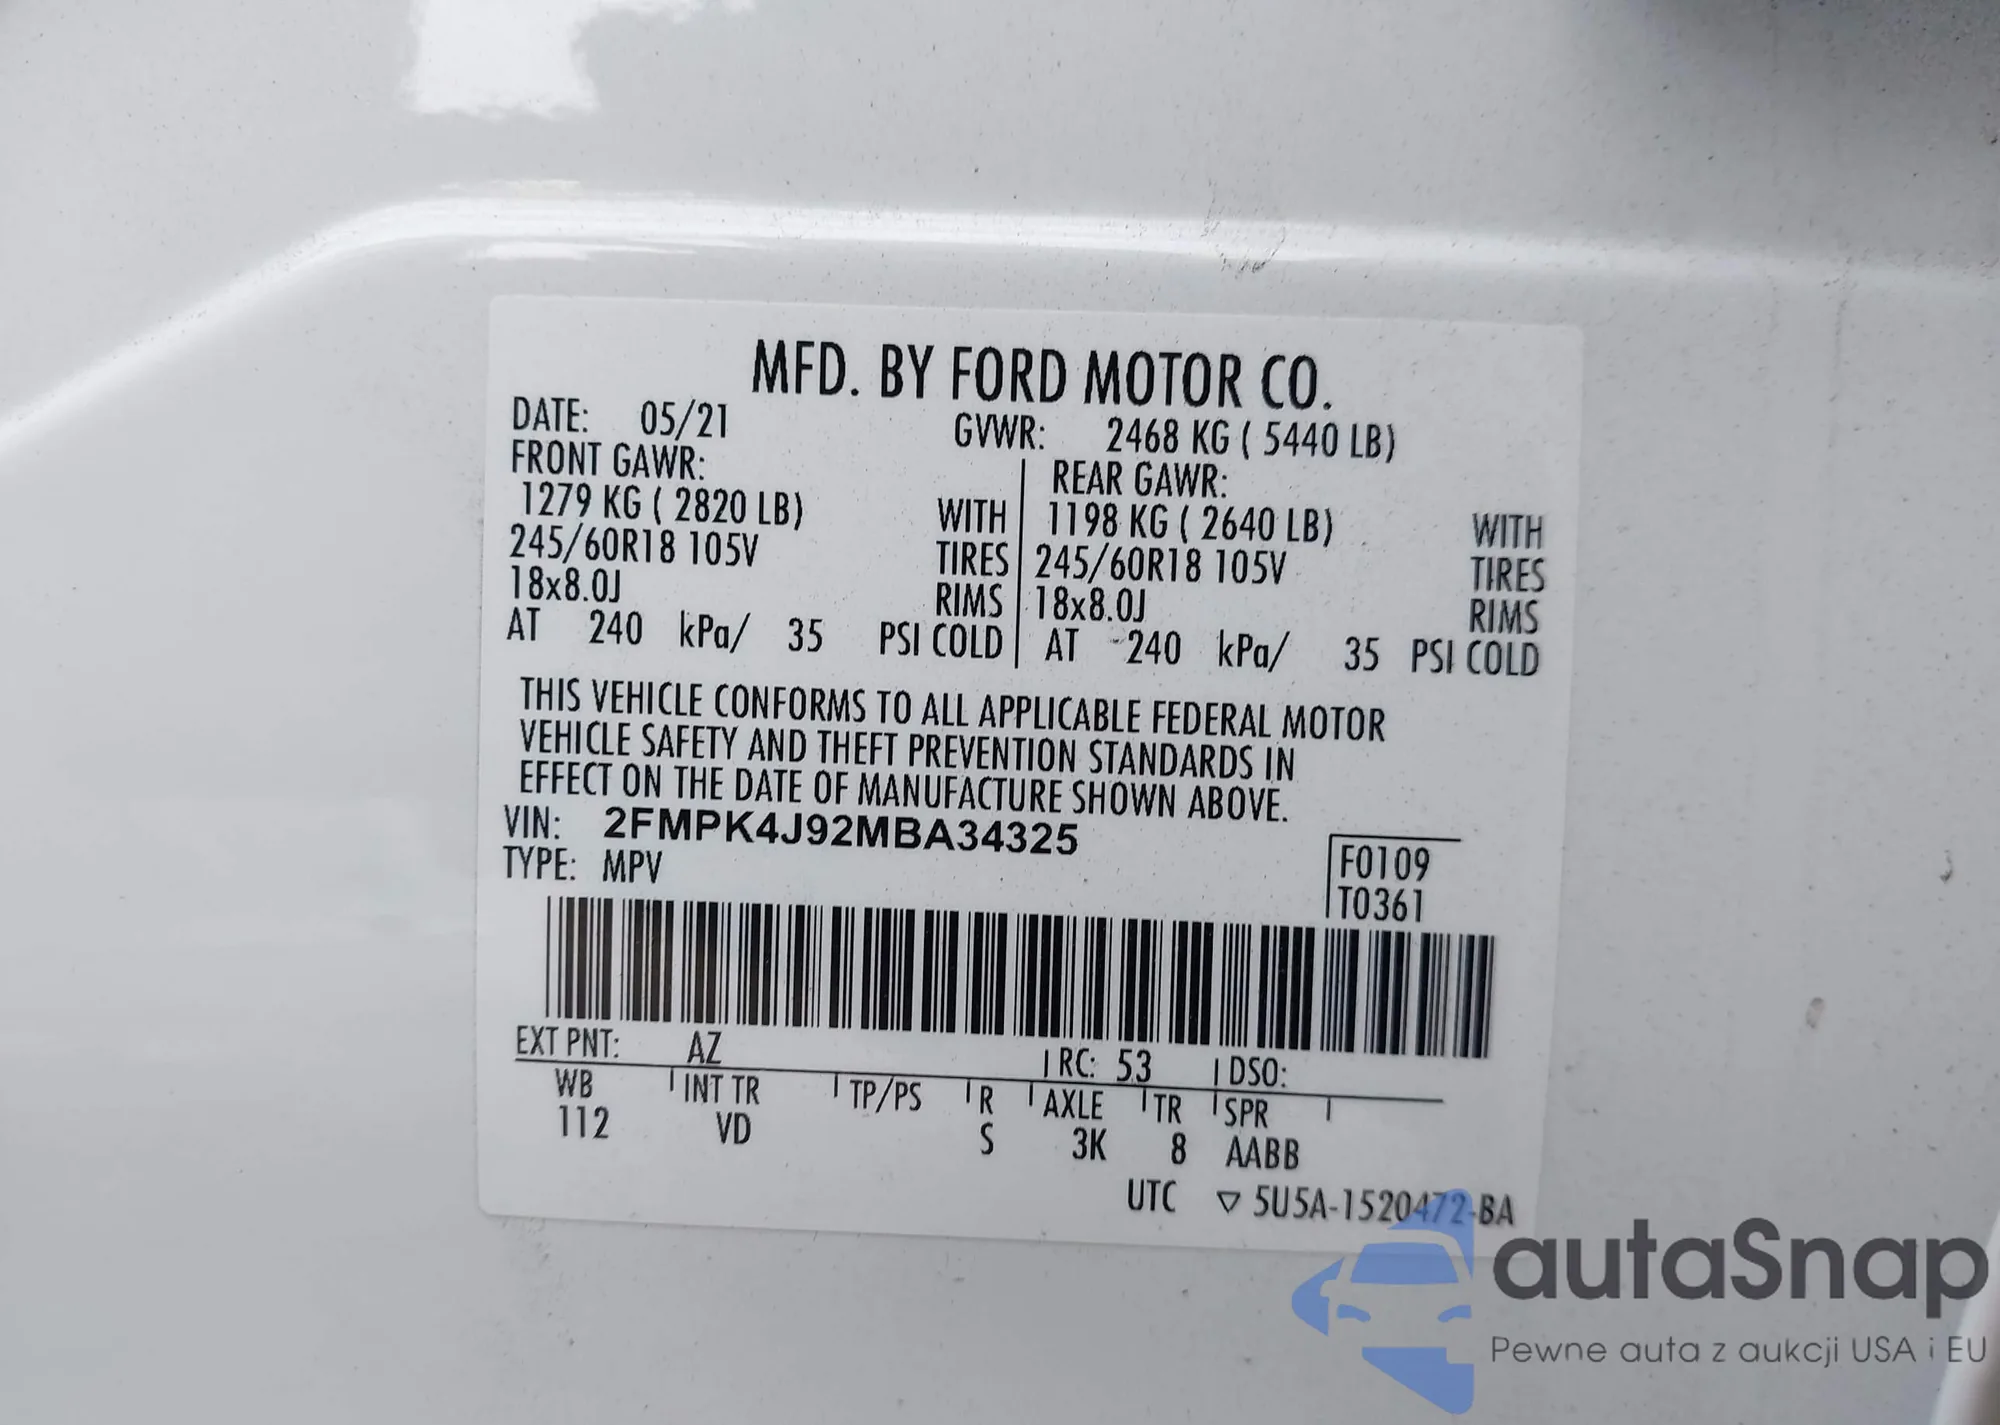 MFD. BY FORD MOTOR CO.
DATE: 05/21 GVWR: 2468 KG ( 5440 LB)
FRONT GAWR: REAR GAWR:
1279 KG ( 2820 LB) WITH 1198 KG ( 2640 LB) WITH
245/60R18 105V TIRES 245/60R18 105V TIRES
18x8.0J RIMS 18x8.0J RIMS
AT 240 kPa/ 35 PSI COLD AT 240 kPa/ 35 PSI COLD
THIS VEHICLE CONFORMS TO ALL APPLICABLE FEDERAL MOTOR
VEHICLE SAFETY AND THEFT PREVENTION STANDARDS IN
EFFECT ON THE DATE OF MANUFACTURE SHOWN ABOVE.
VIN: 2FMPK4J92MBA34325
TYPE: MPV
F0109
T0361
EXT PNT: AZ RC: 53 DSO:
WB INT TR TP/PS R AXLE TR SPR
112 VD S 3K 8 AABB
UTC ▽ 5U5A-1520472-BA
autaSnap
Pewne auta z aukcji USA i EU